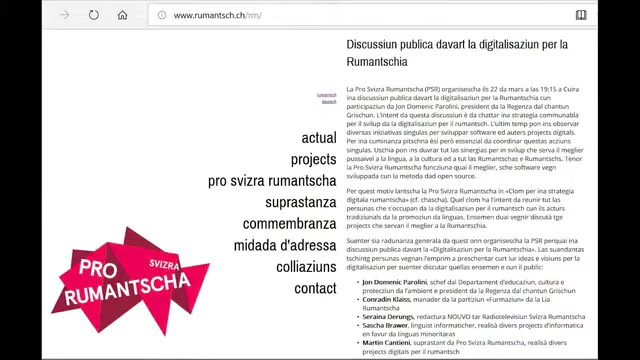 www.rumantsch.ch/rm/
rumantsch
deutsch
actual
projects
pro svizra rumantscha
suprastanza
commembranza
midada d'adressa
colliaziuns
contact
PRO
SVIZRA
RUMANTSCHA
Discussiun publica davart la digitalisaziun per la
Rumantschia
La Pro Svizra Rumantscha (PSR) organisescha ils 22 da mars a las 19:15 a Cuira
ina discussiun publica davart la digitalisaziun per la Rumantschia cun
participaziun da Jon Domenic Parolini, president da la Regenza dal chantun
Grischun. L'intent da questa discussiun è da chattar ina strategia communabla
per il svilup da la digitalisaziun per il rumantsch. L'ultim temp pon ins observar
diversas iniziativas singulas per sviluppar software ed auters projects digitals.
Per ina cuminanza pitschna èsi però essenzial da coordinar questas acziuns
singulas. Uschia pon ins duvrar tut las sinergias per in svilup che serva il meglier
pussaivel a la lingua, a la cultura ed a tut las Rumantschas e Rumantschs. Tenor
la Pro Svizra Rumantscha funcziuna quai il meglier, sche software vegn
sviluppada cun la metoda dad open source.
Per quest motiv lantscha la Pro Svizra Rumantscha in «Clom per ina strategia
digitala rumantscha» (cf. chascha). Quel clom ha l'intent da reunir tut las
persunas che s'occupan da la digitalisaziun per il rumantsch cun ils acturs
tradiziunals da la promoziun da linguas. Ensemen duai vegnir discutà tge
projects che servan il meglier a la Rumantschia.
Suenter sia radunanza generala da quest onn organisescha la PSR perquai ina
discussiun publica davart la «Digitalisaziun per la Rumantschia». Las suandantas
tschintg persunas vegnan l'emprim a preschentar curt lur ideas e visiuns per la
digitalisaziun per suenter discutar quellas ensemen e cun il public:
• Jon Domenic Parolini, schef dal Departament d'educaziun, cultura e
protecziun da l'ambient e president da la Regenza dal chantun Grischun
• Conradin Klaiss, manader da la partiziun «Furmaziun» da la Lia
Rumantscha
• Seraina Derungs, redactura NOUVO tar Radiotelevisiun Svizra Rumantscha
• Sascha Brawer, linguist informaticher, realisà divers projects d'informatica
en favur da linguas minoritaras
• Martin Cantieni, suprastant da Pro Svizra Rumantscha, realisà divers
projects digitals per il rumantsch